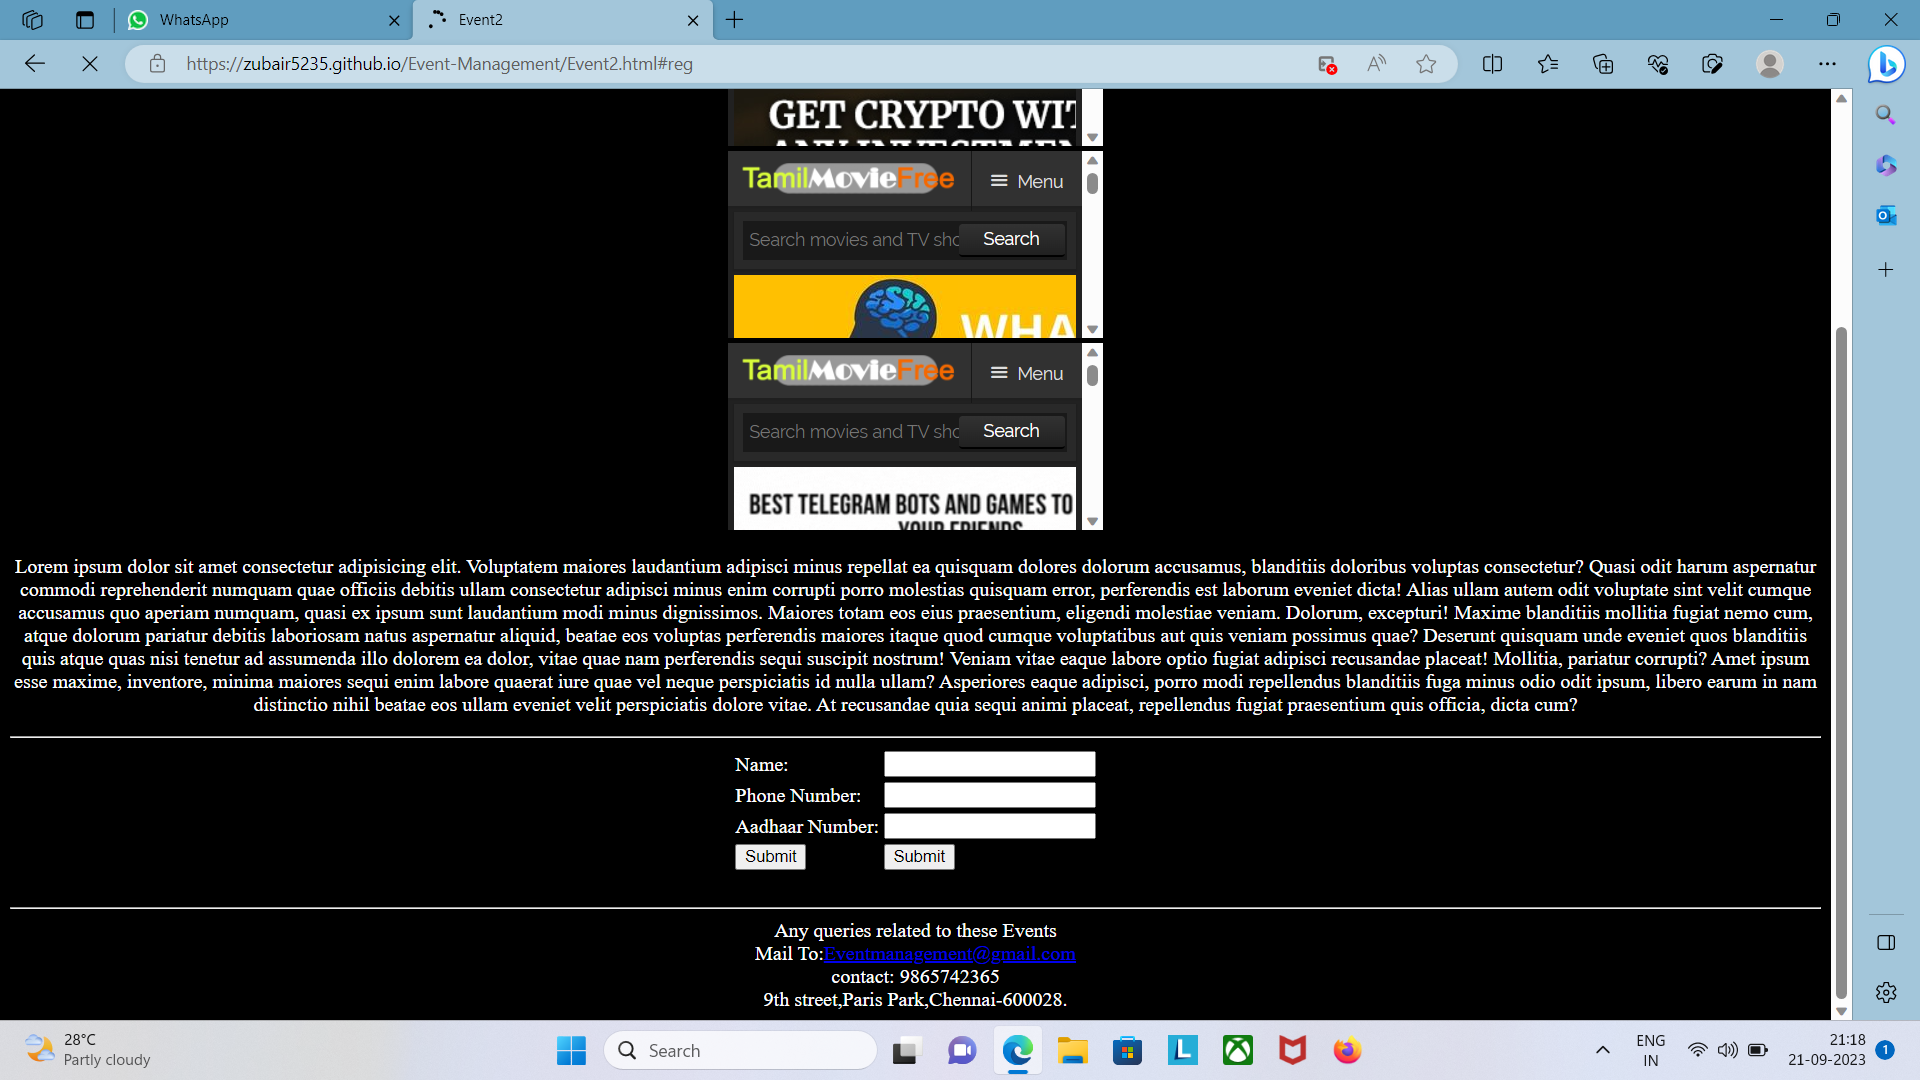 WhatsApp
Event2
https://zubair5235.github.io/Event-Management/Event2.html#reg
GET CRYPTO WIT
TamilMovieFree
Menu
Search movies and TV sho
Search
WHA
TamilMovieFree
Menu
Search movies and TV sho
Search
BEST TELEGRAM BOTS AND GAMES TO
YOUR FRIENDS
Lorem ipsum dolor sit amet consectetur adipisicing elit. Voluptatem maiores laudantium adipisci minus repellat ea quisquam dolores dolorum accusamus, blanditiis doloribus voluptas consectetur? Quasi odit harum aspernatur
commodi reprehenderit numquam quae officiis debitis ullam consectetur adipisci minus enim corrupti porro molestias quisquam error, perferendis est laborum eveniet dicta! Alias ullam autem odit voluptate sint velit cumque
accusamus quo aperiam numquam, quasi ex ipsum sunt laudantium modi minus dignissimos. Maiores totam eos eius praesentium, eligendi molestiae veniam. Dolorum, excepturi! Maxime blanditiis mollitia fugiat nemo cum,
atque dolorum pariatur debitis laboriosam natus aspernatur aliquid, beatae eos voluptas perferendis maiores itaque quod cumque voluptatibus aut quis veniam possimus quae? Deserunt quisquam unde eveniet quos blanditiis
quis atque quas nisi tenetur ad assumenda illo dolorem ea dolor, vitae quae nam perferendis sequi suscipit nostrum! Veniam vitae eaque labore optio fugiat adipisci recusandae placeat! Mollitia, pariatur corrupti? Amet ipsum
esse maxime, inventore, minima maiores sequi enim labore quaerat iure quae vel neque perspiciatis id nulla ullam? Asperiores eaque adipisci, porro modi repellendus blanditiis fuga minus odio odit ipsum, libero earum in nam
distinctio nihil beatae eos ullam eveniet velit perspiciatis dolore vitae. At recusandae quia sequi animi placeat, repellendus fugiat praesentium quis officia, dicta cum?
Name:
Phone Number:
Aadhaar Number:
Submit Submit
Any queries related to these Events
Mail To:Eventmanagement@gmail.com
contact: 9865742365
9th street,Paris Park,Chennai-600028.
28°C
Partly cloudy
Search
ENG
IN
21:18
21-09-2023
1